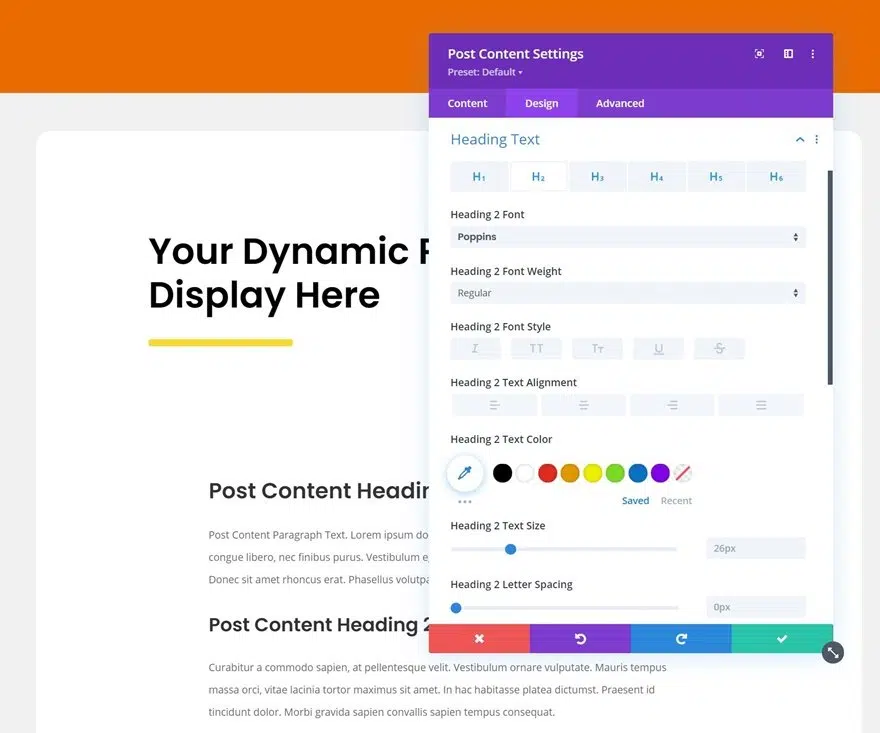 Post Content Settings
Preset: Default
Content Design Advanced
Heading Text
H1 H2 H3 H4 H5 H6
Heading 2 Font
Poppins
Heading 2 Font Weight
Regular
Heading 2 Font Style
I TT Tт U S
Heading 2 Text Alignment
Heading 2 Text Color
Saved Recent
Heading 2 Text Size
26px
Heading 2 Letter Spacing
0px
Your Dynamic
Display Here
Post Content
Post Content Paragraph Text. Lorem ipsum
congue libero, nec finibus purus. Vestibulum
Donec sit amet rhoncus erat. Phasellus
Post Content Heading 2
Curabitur a commodo sapien, at pellentesque velit. Vestibulum ornare vulputate. Mauris tempus
massa orci, vitae lacinia tortor maximus sit amet. In hac habitasse platea dictumst. Praesent id
tincidunt dolor. Morbi gravida sapien convallis sapien tempus consequat.